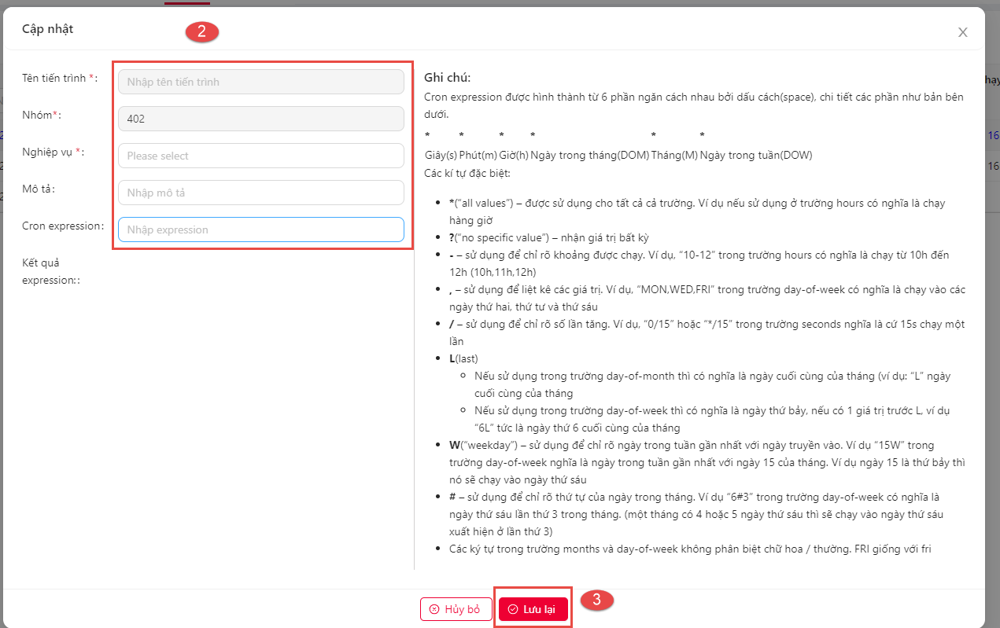 Cập nhật
2
X
Tên tiến trình *:
Nhập tên tiến trình
Nhóm*:
402
Nghiệp vụ *:
Please select
Mô tả:
Nhập mô tả
Cron expression:
Nhập expression
Kết quả
expression::
Ghi chú:
Cron expression được hình thành từ 6 phần ngăn cách nhau bởi dấu cách(space), chi tiết các phần như bản bên
dưới.
* * * * * *
Giây(s) Phút(m) Giờ(h) Ngày trong tháng(DOM) Tháng(M) Ngày trong tuần(DOW)
Các kí tự đặc biệt:
• *(“all values”) – được sử dụng cho tất cả cả trường. Ví dụ nếu sử dụng ở trường hours có nghĩa là chạy
hàng giờ
• ?(“no specific value”) – nhận giá trị bất kỳ
• - – sử dụng để chỉ rõ khoảng được chạy. Ví dụ, “10-12” trong trường hours có nghĩa là chạy từ 10h đến
12h (10h,11h,12h)
• , – sử dụng để liệt kê các giá trị. Ví dụ, “MON,WED,FRI” trong trường day-of-week có nghĩa là chạy vào các
ngày thứ hai, thứ tư và thứ sáu
• / – sử dụng để chỉ rõ số lần tăng. Ví dụ, “0/15” hoặc “*/15” trong trường seconds nghĩa là cứ 15s chạy một
lần
• L(last)
◦ Nếu sử dụng trong trường day-of-month thì có nghĩa là ngày cuối cùng của tháng (ví dụ: “L” ngày
cuối cùng của tháng
◦ Nếu sử dụng trong trường day-of-week thì có nghĩa là ngày thứ bảy, nếu có 1 giá trị trước L, ví dụ
“6L” tức là ngày thứ 6 cuối cùng của tháng
• W(“weekday”) – sử dụng để chỉ rõ ngày trong tuần gần nhất với ngày truyền vào. Ví dụ “15W” trong
trường day-of-week nghĩa là ngày trong tuần gần nhất với ngày 15 của tháng. Ví dụ ngày 15 là thứ bảy thì
nó sẽ chạy vào ngày thứ sáu
• # – sử dụng để chỉ rõ thứ tự của ngày trong tháng. Ví dụ “6#3” trong trường day-of-week có nghĩa là
ngày thứ sáu lần thứ 3 trong tháng. (một tháng có 4 hoặc 5 ngày thứ sáu thì sẽ chạy vào ngày thứ sáu
xuất hiện ở lần thứ 3)
• Các ký tự trong trường months và day-of-week không phân biệt chữ hoa / thường. FRI giống với fri
16
16
Hủy bỏ
Lưu lại
3